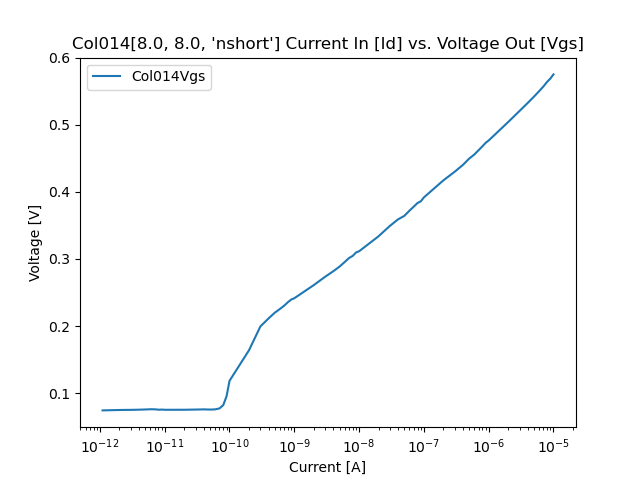 Col014[8.0, 8.0, 'nshort'] Current In [Id] vs. Voltage Out [Vgs]
Col014Vgs
0.6
0.5
0.4
0.3
0.2
0.1
Voltage [V]
10⁻¹² 10⁻¹¹ 10⁻¹⁰ 10⁻⁹ 10⁻⁸ 10⁻⁷ 10⁻⁶ 10⁻⁵
Current [A]